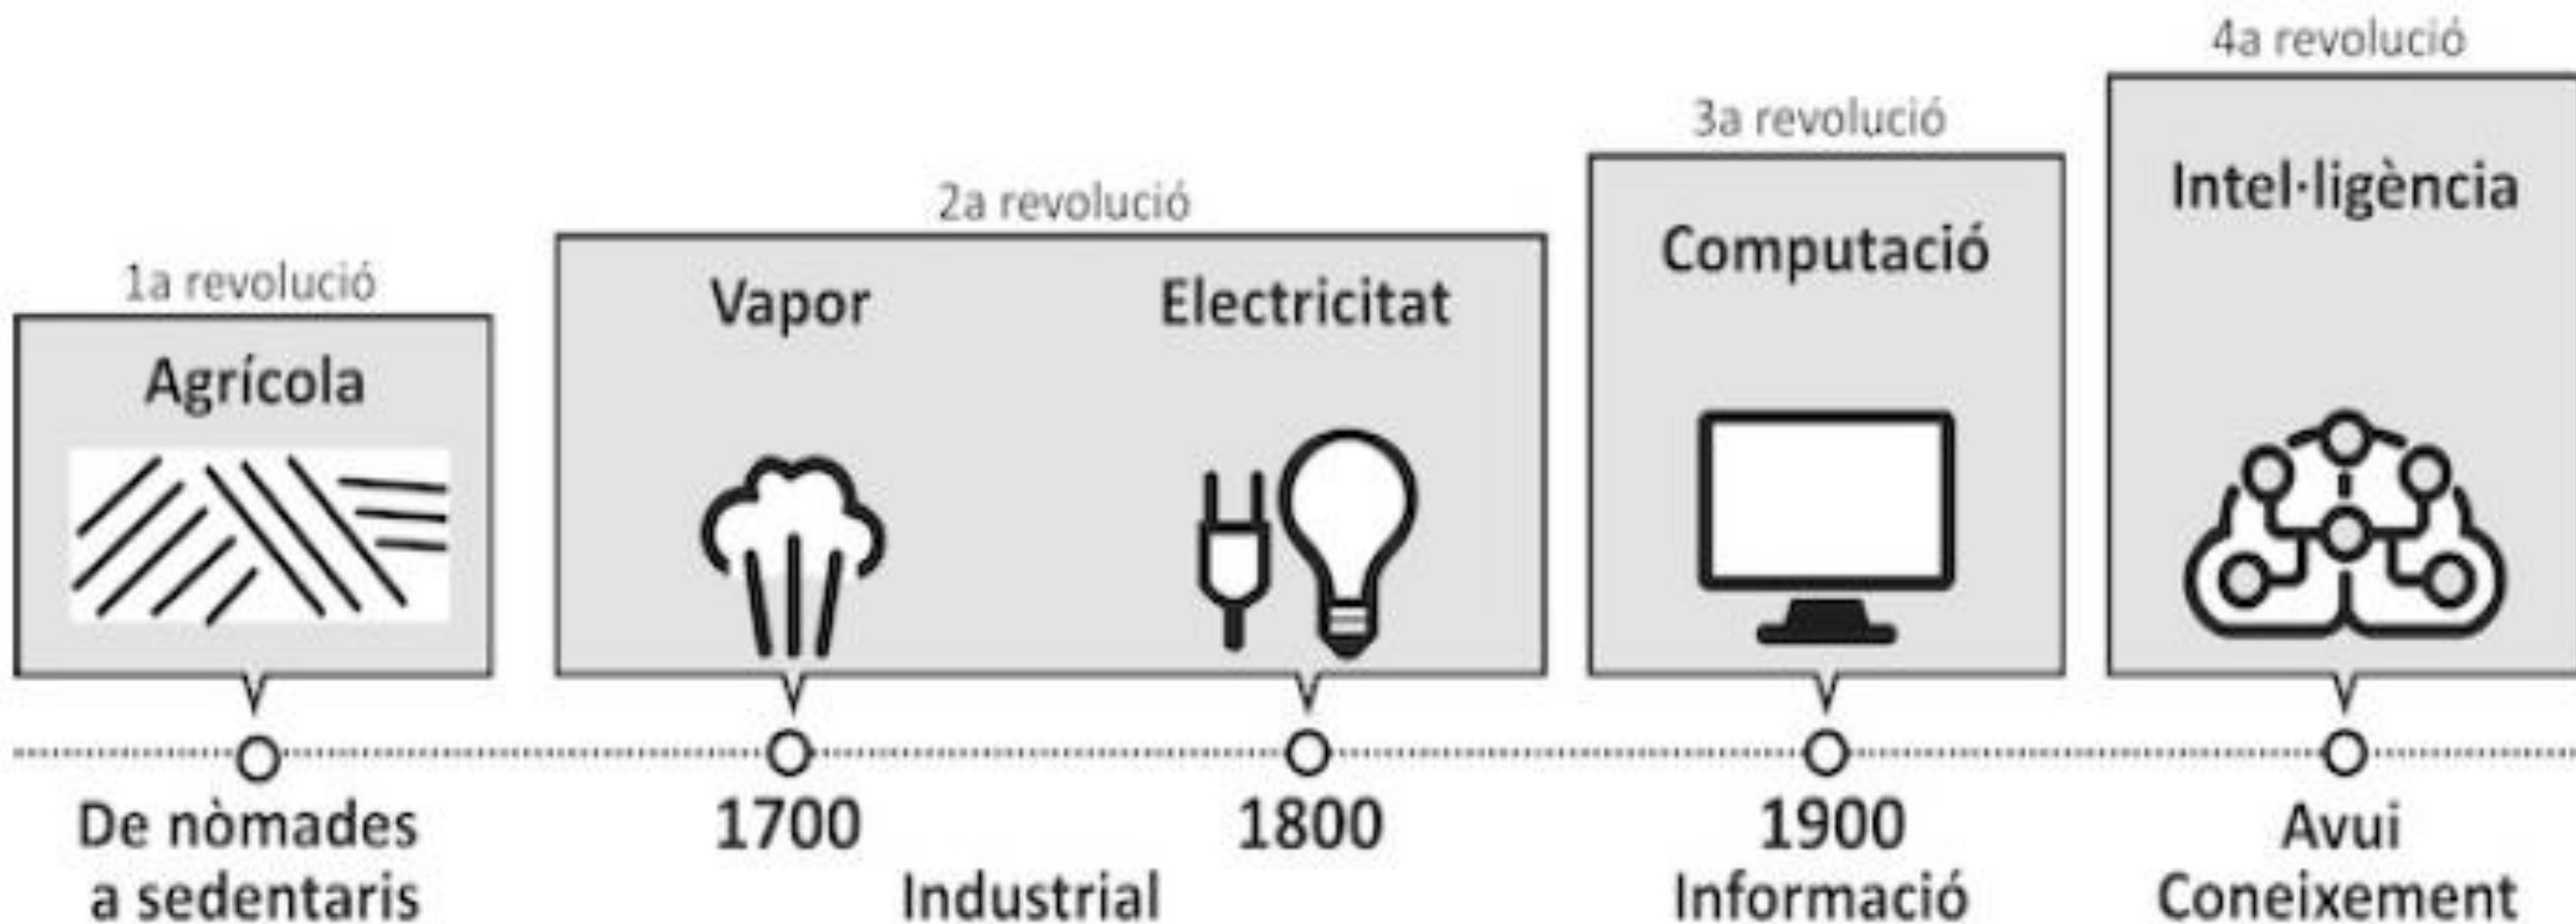 1a revolució
Agrícola
De nòmades
a sedentaris
2a revolució
Vapor
Electricitat
1700
1800
Industrial
3a revolució
Computació
1900
Informació
4a revolució
Intel·ligència
Avui
Coneixement